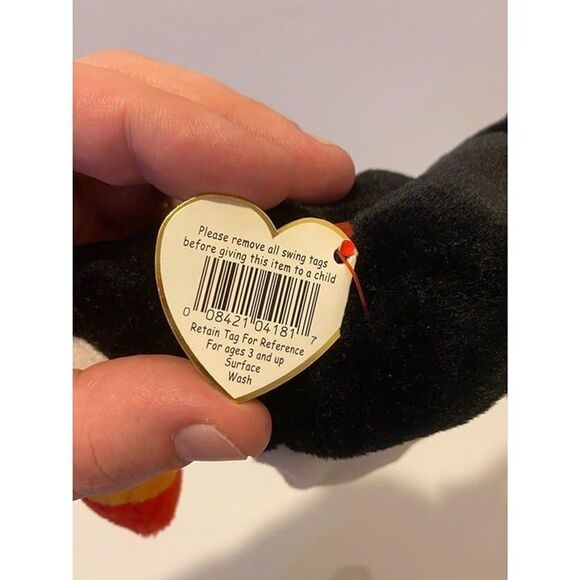 Please remove all swing tags
before giving this item to a child
0 08421 04181 7
Retain Tag For Reference
For ages 3 and up
Surface
Wash